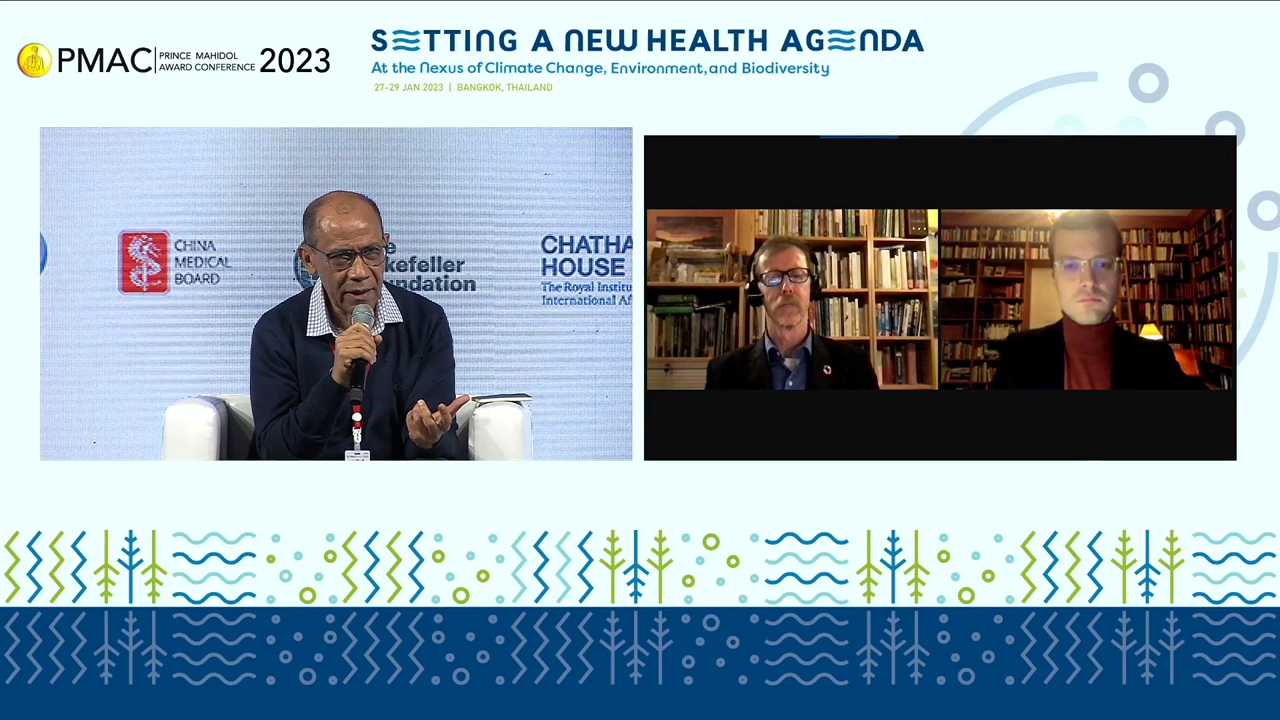 PMAC
PRINCE MAHIDOL
AWARD CONFERENCE
2023
SETTING A NEW HEALTH AGENDA
At the Nexus of Climate Change, Environment, and Biodiversity
27-29 JAN 2023 | BANGKOK, THAILAND
CHINA
MEDICAL
BOARD
kefeller
ndation
CHATHA
HOUSE
The Royal Institu
International Af